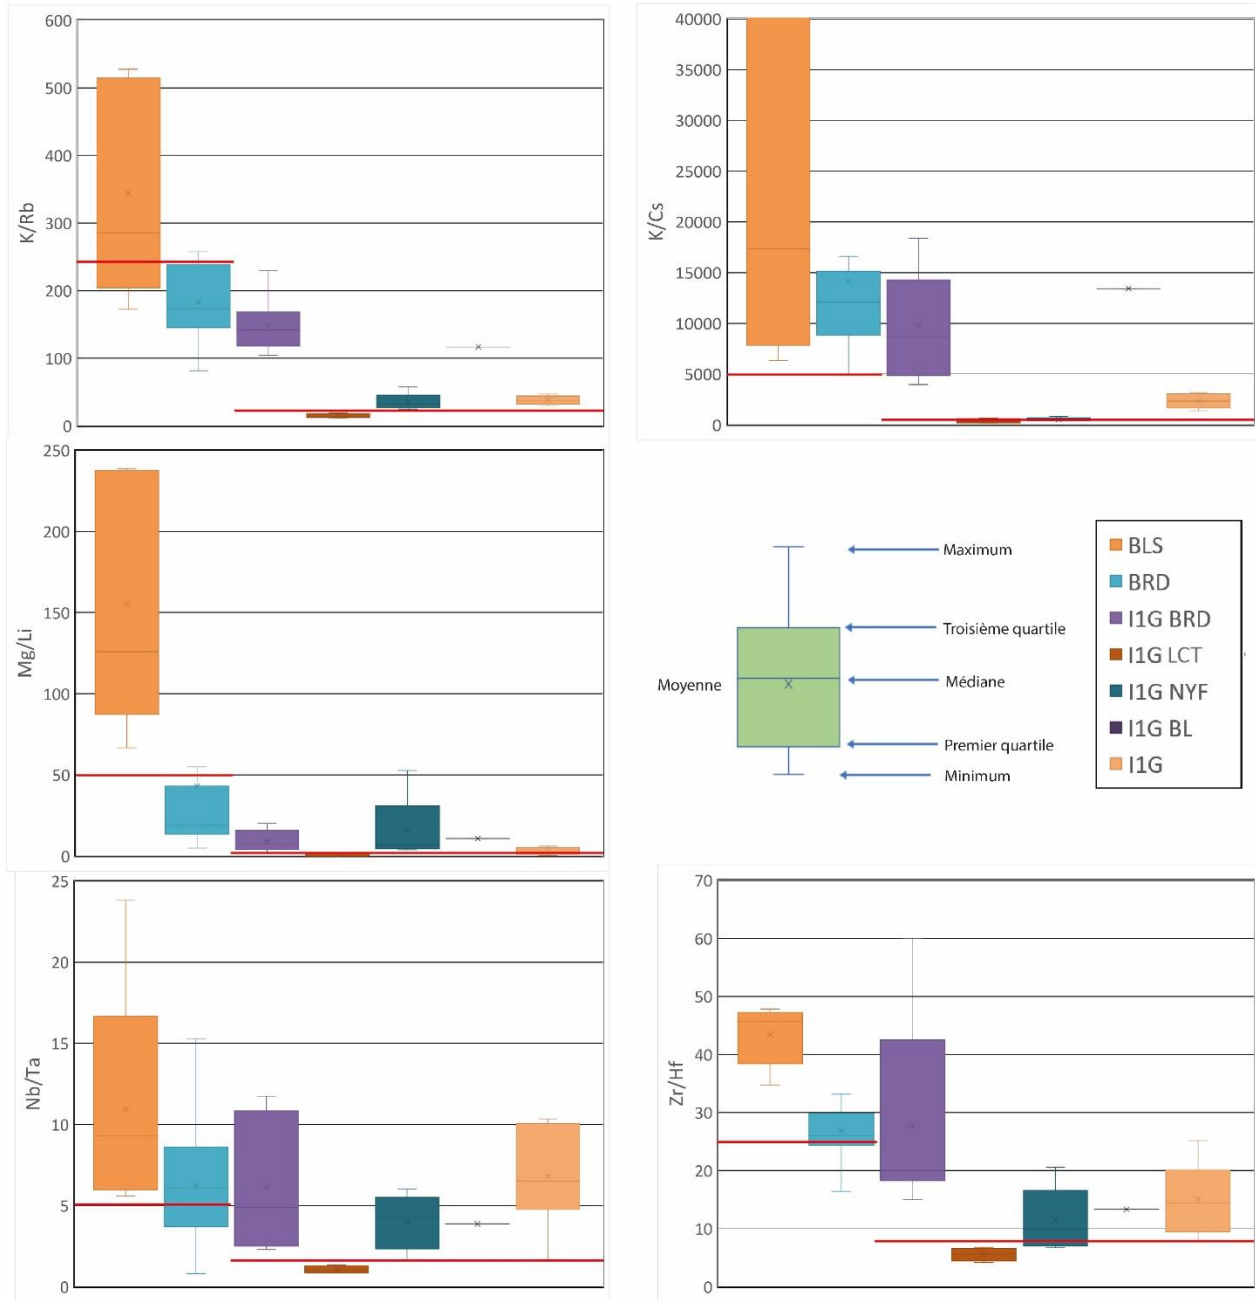 600
500
400
300
200
100
0
K/Rb
40000
35000
30000
25000
20000
15000
10000
5000
0
K/Cs
250
200
150
100
50
0
Mg/Li
Maximum
Troisième quartile
Moyenne
Médiane
Premier quartile
Minimum
BLS
BRD
I1G BRD
I1G LCT
I1G NYF
I1G BL
I1G
25
20
15
10
5
0
Nb/Ta
70
60
50
40
30
20
10
0
Zr/Hf